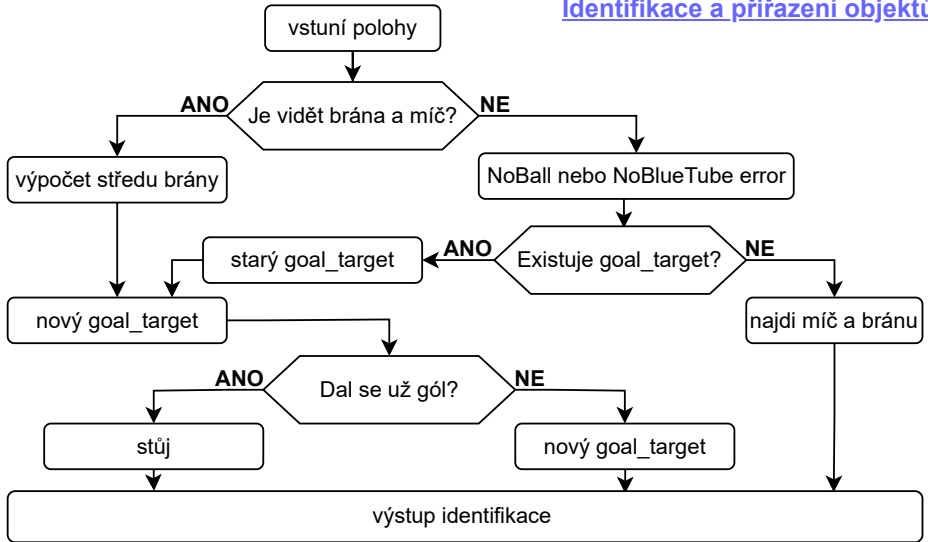 Identifikace a přiřazení objektů
vstuní polohy
ANO
Je vidět brána a míč?
NE
výpočet středu brány
NoBall nebo NoBlueTube error
starý goal_target
ANO
Existuje goal_target?
NE
nový goal_target
najdi míč a bránu
ANO
Dal se už gól?
NE
stůj
nový goal_target
výstup identifikace